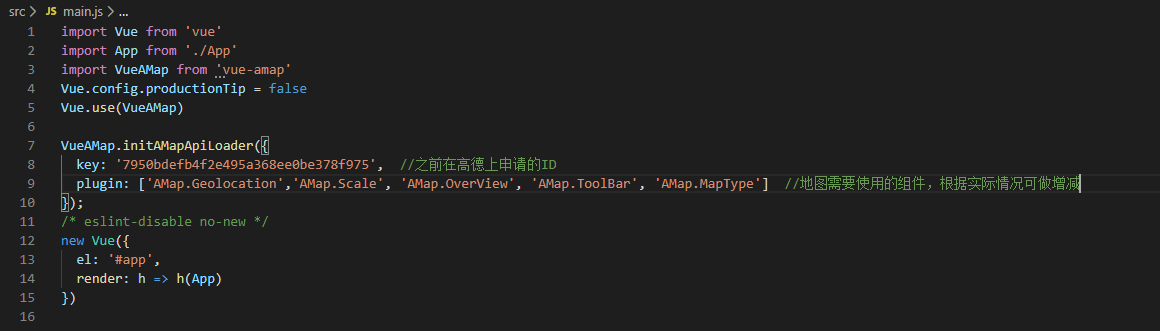 src > JS main.js > ...
1 import Vue from 'vue'
2 import App from './App'
3 import VueAMap from 'vue-amap'
4 Vue.config.productionTip = false
5 Vue.use(VueAMap)
6
7 VueAMap.initAMapApiLoader({
8 key: '7950bdefb4f2e495a368ee0be378f975', //之前在高德上申请的ID
9 plugin: ['AMap.Geolocation','AMap.Scale', 'AMap.OverView', 'AMap.ToolBar', 'AMap.MapType'] //地图需要使用的组件，根据实际情况可做增减
10 });
11 /* eslint-disable no-new */
12 new Vue({
13 el: '#app',
14 render: h => h(App)
15 })
16